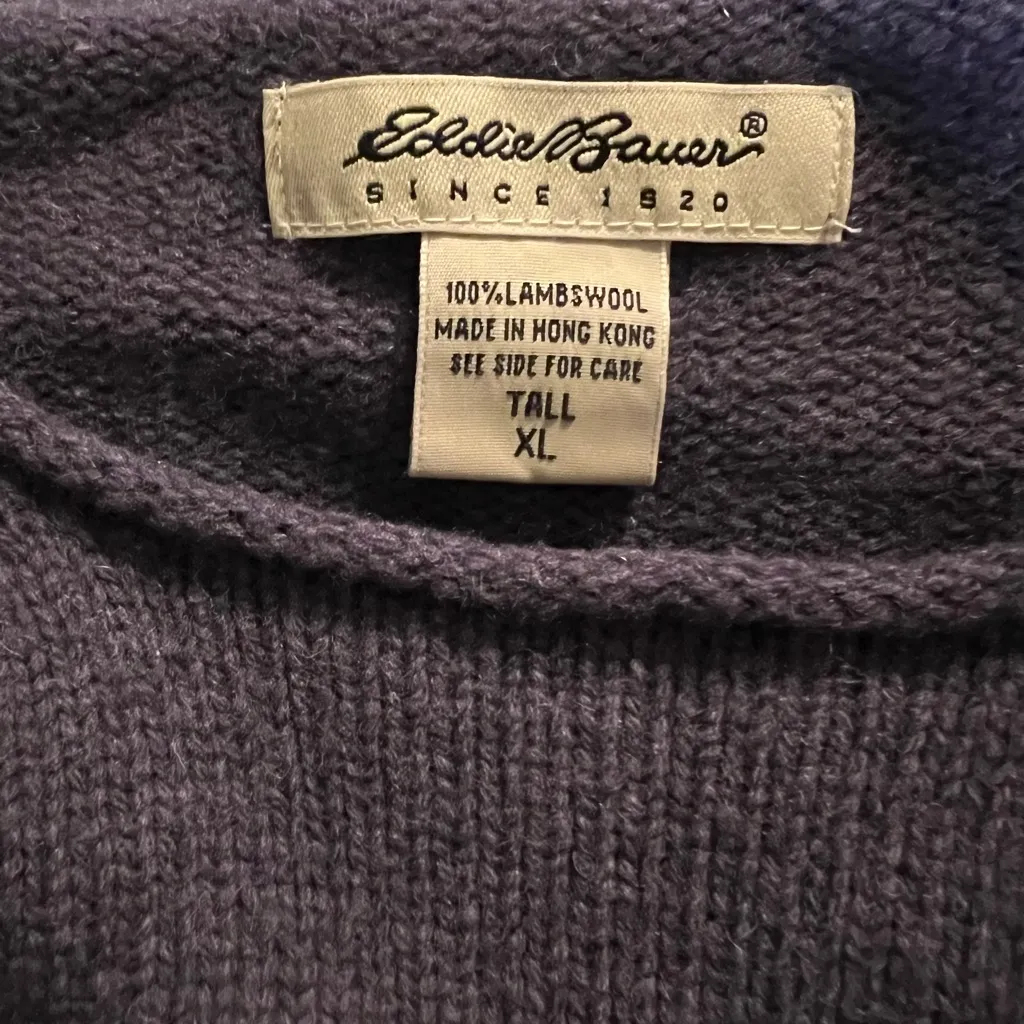 Eddie Bauer®
SINCE 1920
100% LAMBSWOOL
MADE IN HONG KONG
SEE SIDE FOR CARE
TALL
XL